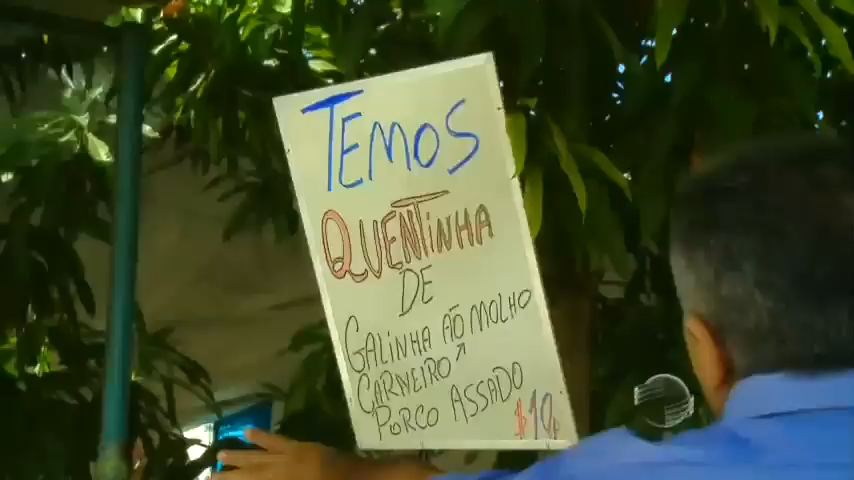 TEMOS
QUENTINHA
DE
GALINHA AO MOLHO
CARNEIRO
PORCO ASSADO
$10